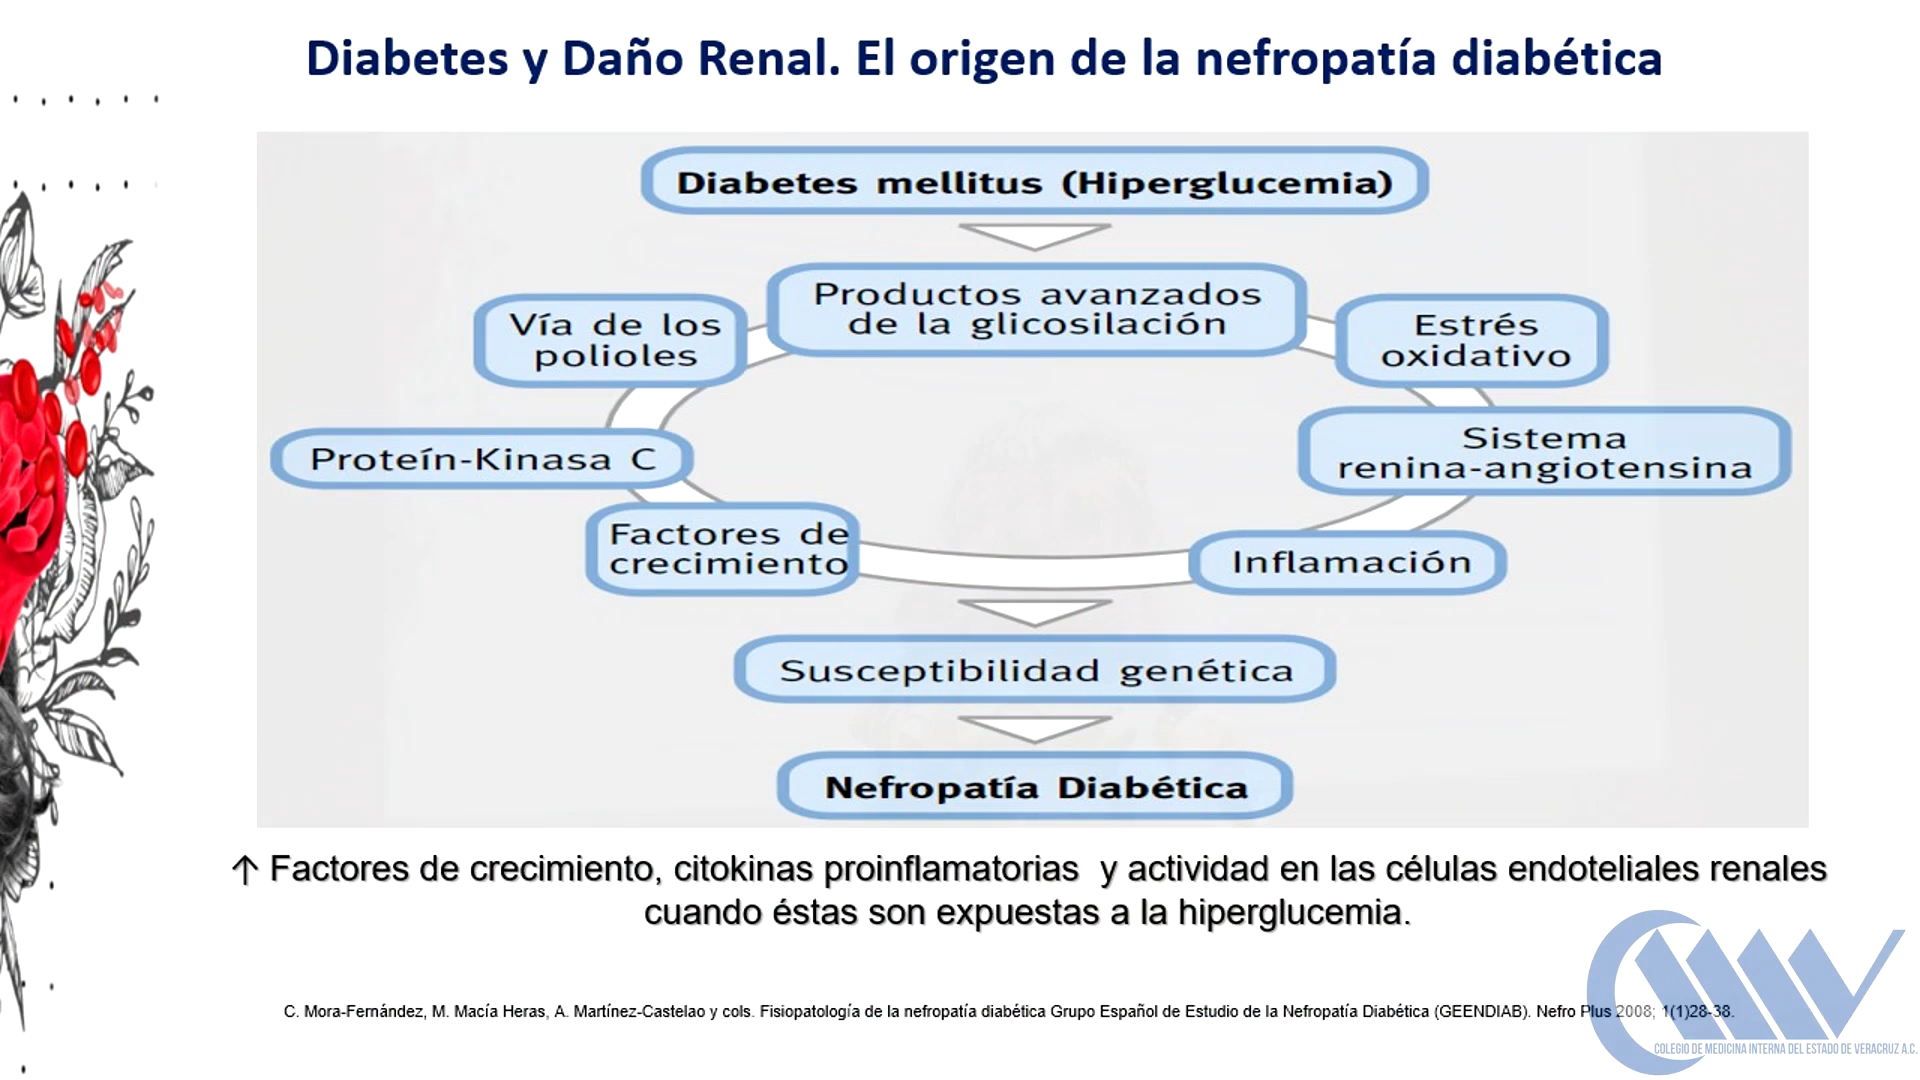 Diabetes y Daño Renal. El origen de la nefropatía diabética
Diabetes mellitus (Hiperglucemia)
Productos avanzados
de la glicosilación
Vía de los
polioles
Estrés
oxidativo
Proteín-Kinasa C
Sistema
renina-angiotensina
Factores de
crecimiento
Inflamación
Susceptibilidad genética
Nefropatía Diabética
↑ Factores de crecimiento, citokinas proinflamatorias y actividad en las células endoteliales renales
cuando éstas son expuestas a la hiperglucemia.
C. Mora-Fernández, M. Macía Heras, A. Martínez-Castelao y cols. Fisiopatología de la nefropatía diabética Grupo Español de Estudio de la Nefropatía Diabética (GEENDIAB). Nefro Plus 2008; 1(1)28-38.
COLEGIO DE MEDICINA INTERNA DEL ESTADO DE VERACRUZ A.C.